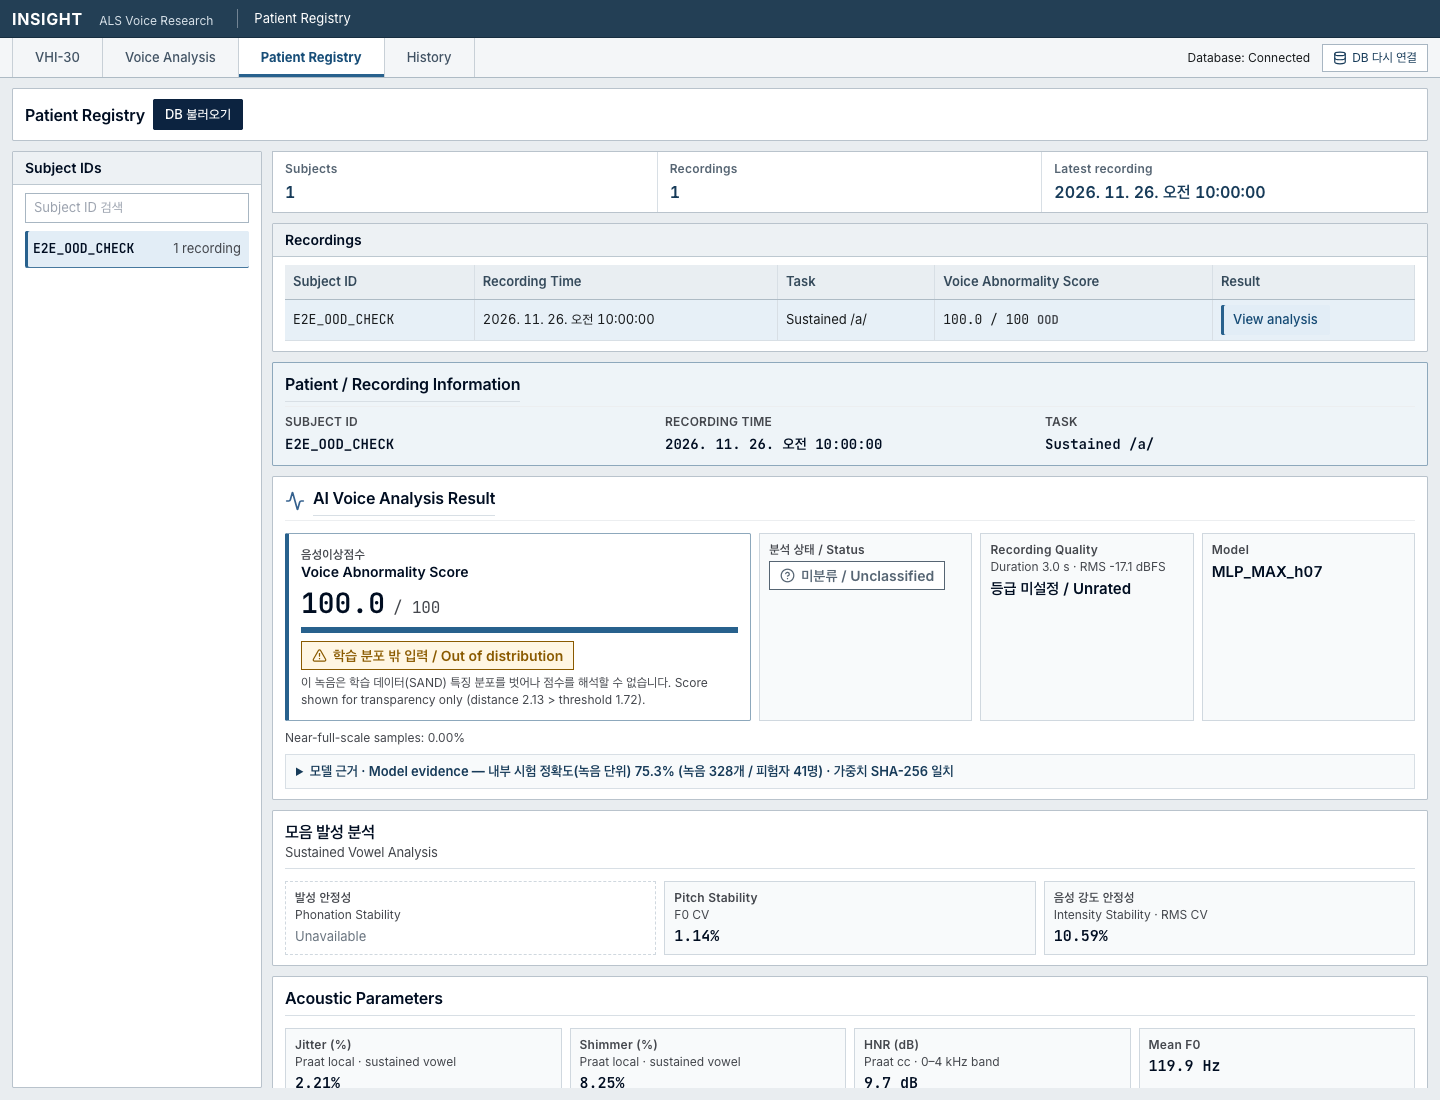 INSIGHT ALS Voice Research Patient Registry
VHI-30 Voice Analysis Patient Registry History Database: Connected DB 다시 연결
Patient Registry DB 불러오기
Subject IDs
Subject ID 검색
E2E_OOD_CHECK 1 recording
Subjects
1
Recordings
1
Latest recording
2026. 11. 26. 오전 10:00:00
Recordings
Subject ID Recording Time Task Voice Abnormality Score Result
E2E_OOD_CHECK 2026. 11. 26. 오전 10:00:00 Sustained /a/ 100.0 / 100 OOD View analysis
Patient / Recording Information
SUBJECT ID
E2E_OOD_CHECK
RECORDING TIME
2026. 11. 26. 오전 10:00:00
TASK
Sustained /a/
AI Voice Analysis Result
음성이상점수
Voice Abnormality Score
100.0 / 100
학습 분포 밖 입력 / Out of distribution
이 녹음은 학습 데이터(SAND) 특징 분포를 벗어나 점수를 해석할 수 없습니다. Score
shown for transparency only (distance 2.13 > threshold 1.72).
분석 상태 / Status
미분류 / Unclassified
Recording Quality
Duration 3.0 s · RMS -17.1 dBFS
등급 미설정 / Unrated
Model
MLP_MAX_h07
Near-full-scale samples: 0.00%
모델 근거 · Model evidence — 내부 시험 정확도(녹음 단위) 75.3% (녹음 328개 / 피험자 41명) · 가중치 SHA-256 일치
모음 발성 분석
Sustained Vowel Analysis
발성 안정성
Phonation Stability
Unavailable
Pitch Stability
F0 CV
1.14%
음성 강도 안정성
Intensity Stability · RMS CV
10.59%
Acoustic Parameters
Jitter (%)
Praat local · sustained vowel
2.21%
Shimmer (%)
Praat local · sustained vowel
8.25%
HNR (dB)
Praat cc · 0–4 kHz band
9.7 dB
Mean F0
119.9 Hz